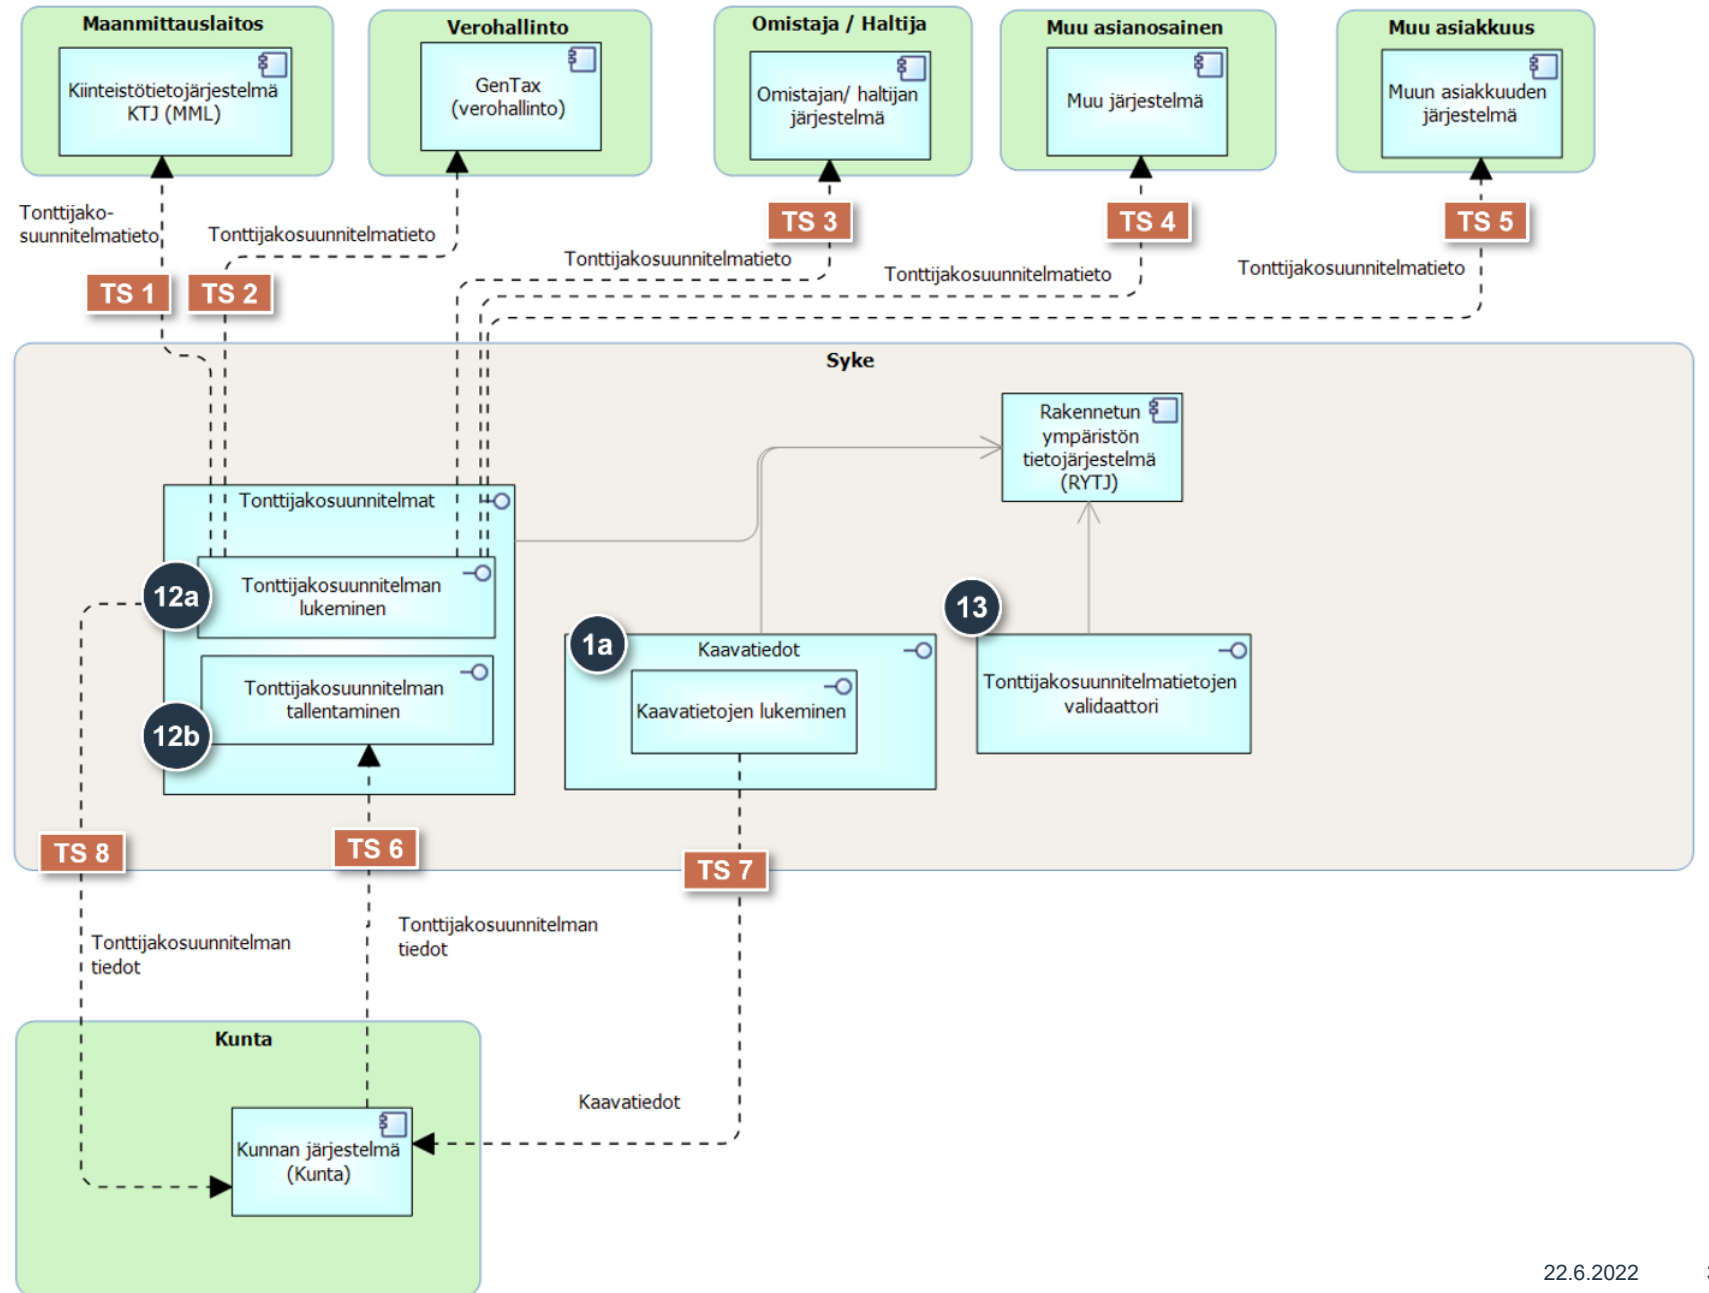 Maanmittauslaitos
Kiinteistötietojärjestelmä
KTJ (MML)
Verohallinto
GenTax
(verohallinto)
Omistaja / Haltija
Omistajan/ haltijan
järjestelmä
Muu asianosainen
Muu järjestelmä
Muu asiakkuus
Muun asiakkuuden
järjestelmä
Tonttijako-
suunnitelmatieto
TS 1
Tonttijakosuunnitelmatieto
TS 2
TS 3
Tonttijakosuunnitelmatieto
TS 4
Tonttijakosuunnitelmatieto
TS 5
Tonttijakosuunnitelmatieto
Syke
Rakennetun
ympäristön
tietojärjestelmä
(RYTJ)
Tonttijakosuunnitelmat
12a
Tonttijakosuunnitelman
lukeminen
12b
Tonttijakosuunnitelman
tallentaminen
1a
Kaavatiedot
Kaavatietojen lukeminen
13
Tonttijakosuunnitelmatietojen
validaattori
TS 8
TS 6
TS 7
Tonttijakosuunnitelman
tiedot
Tonttijakosuunnitelman
tiedot
Kaavatiedot
Kunta
Kunnan järjestelmä
(Kunta)
22.6.2022